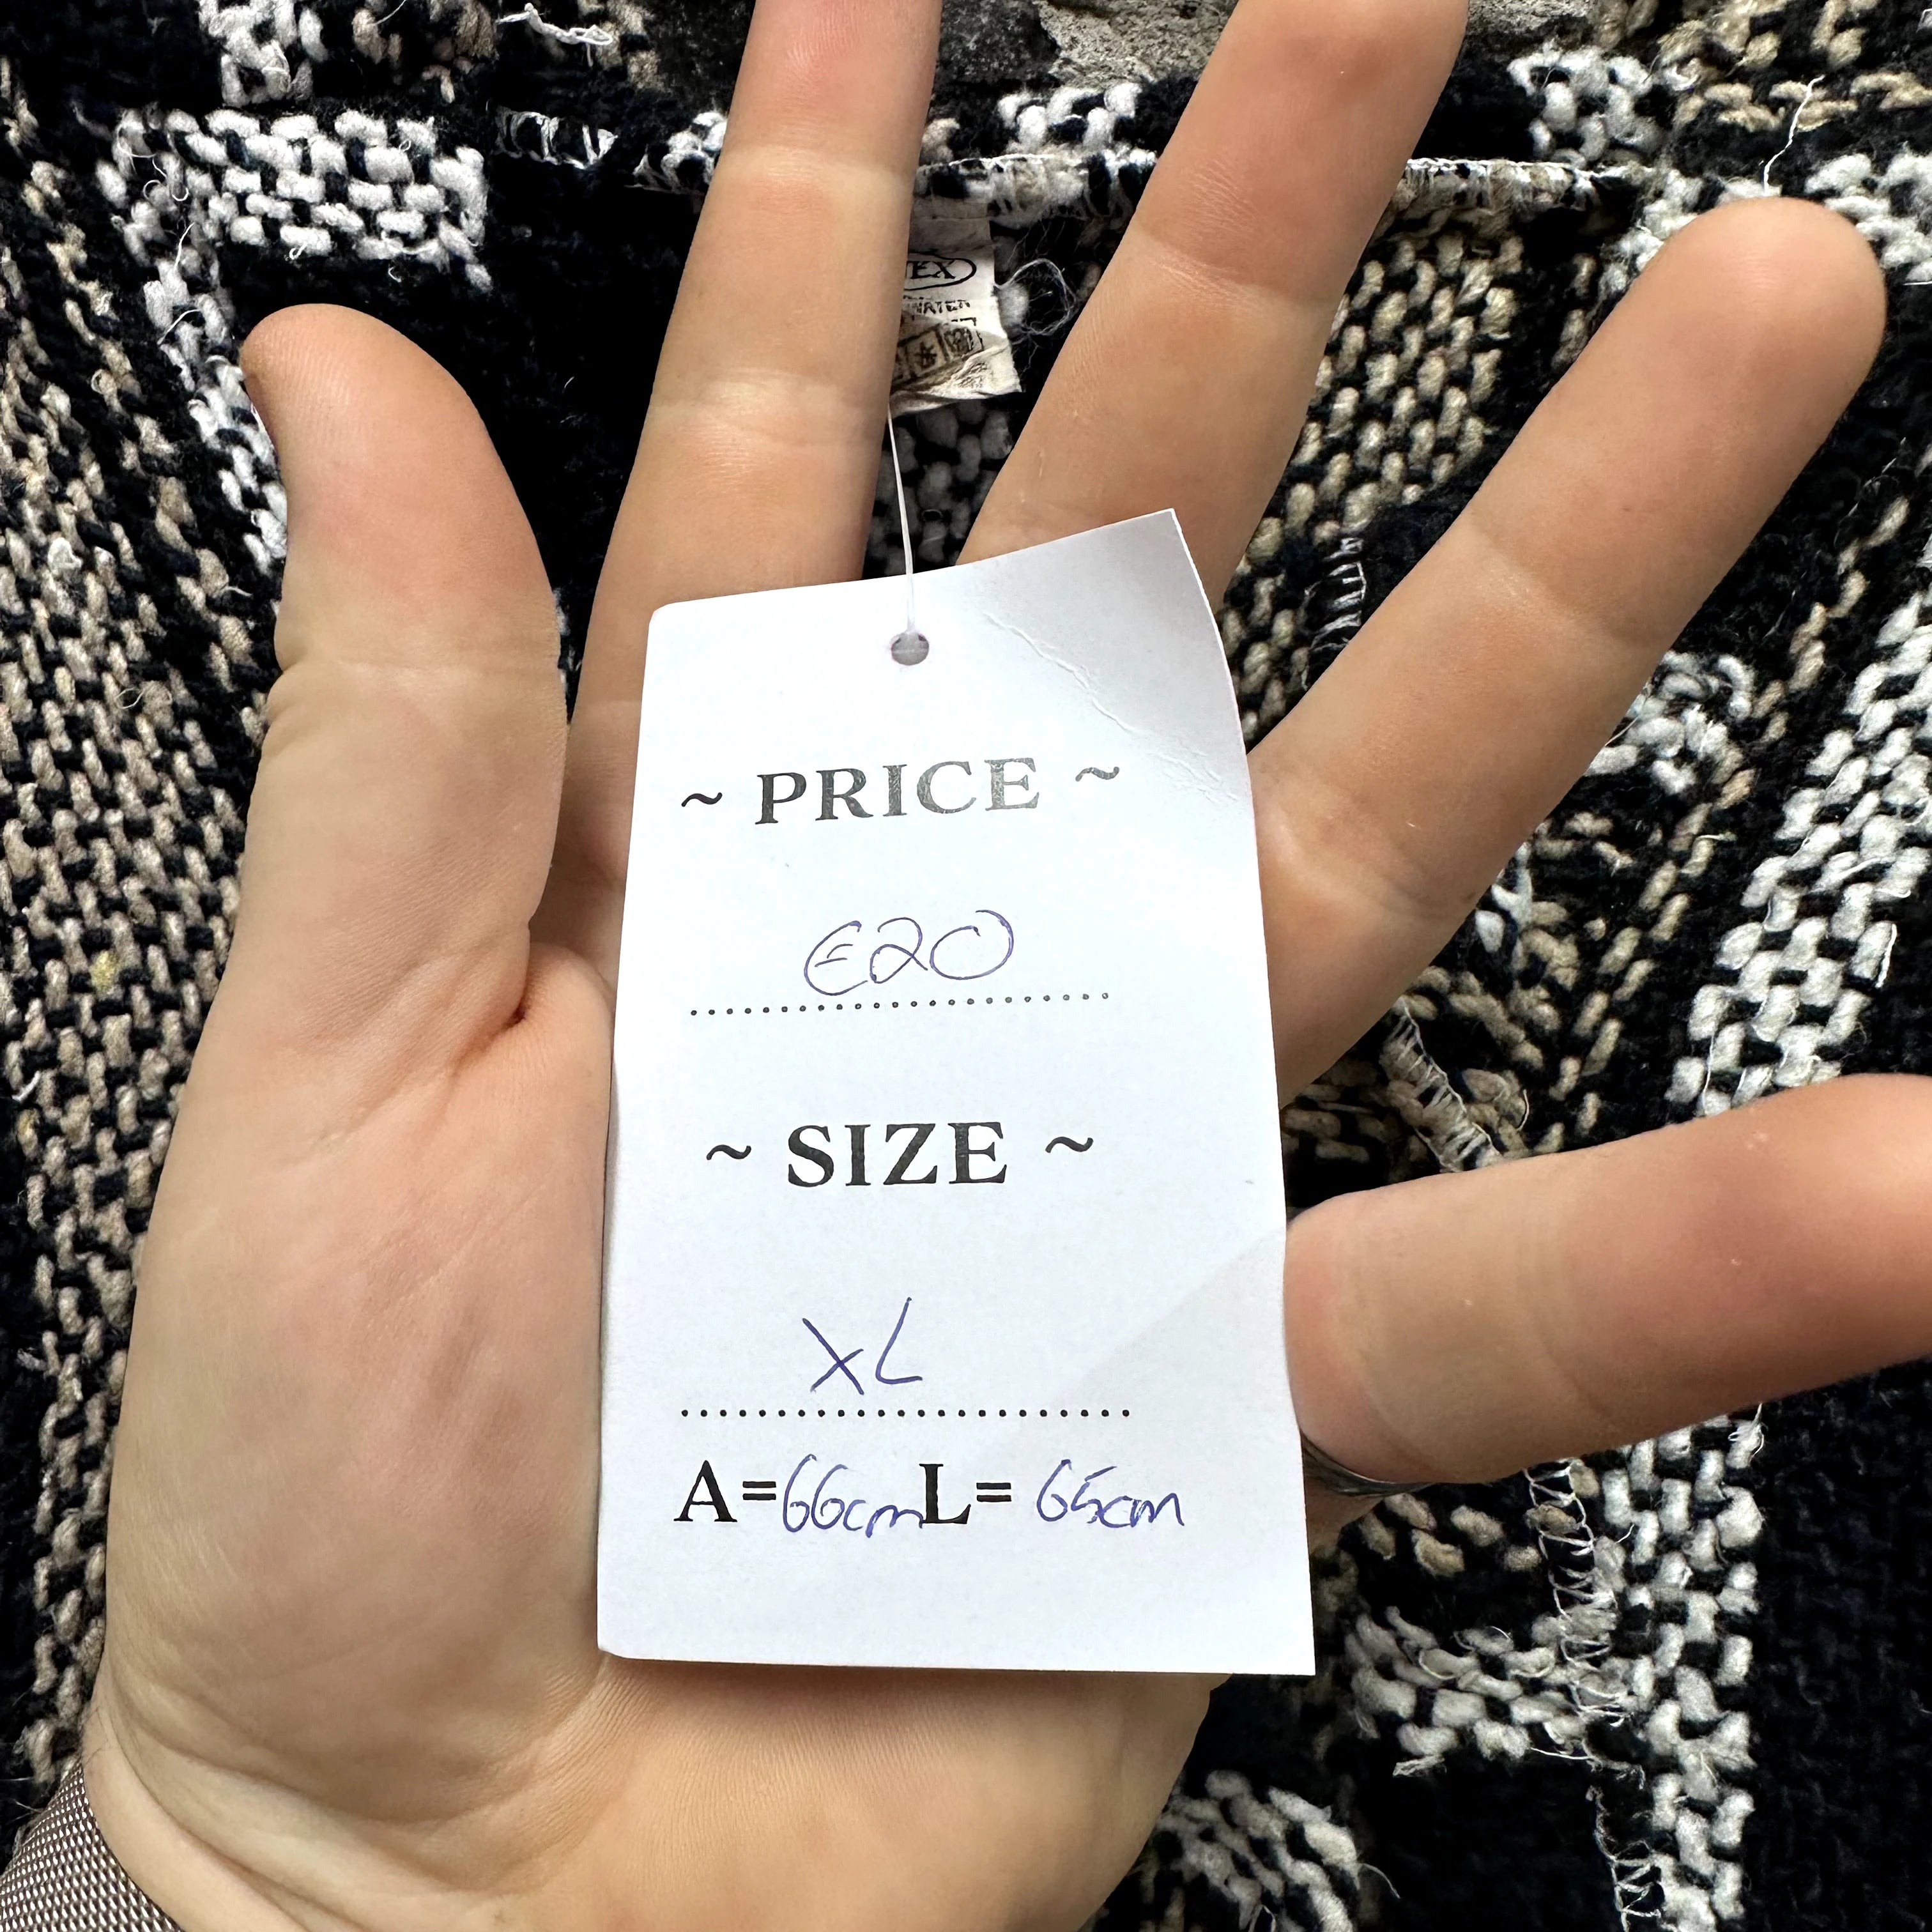 ~ PRICE ~
€20
~ SIZE ~
XL
A=66cm L= 65cm